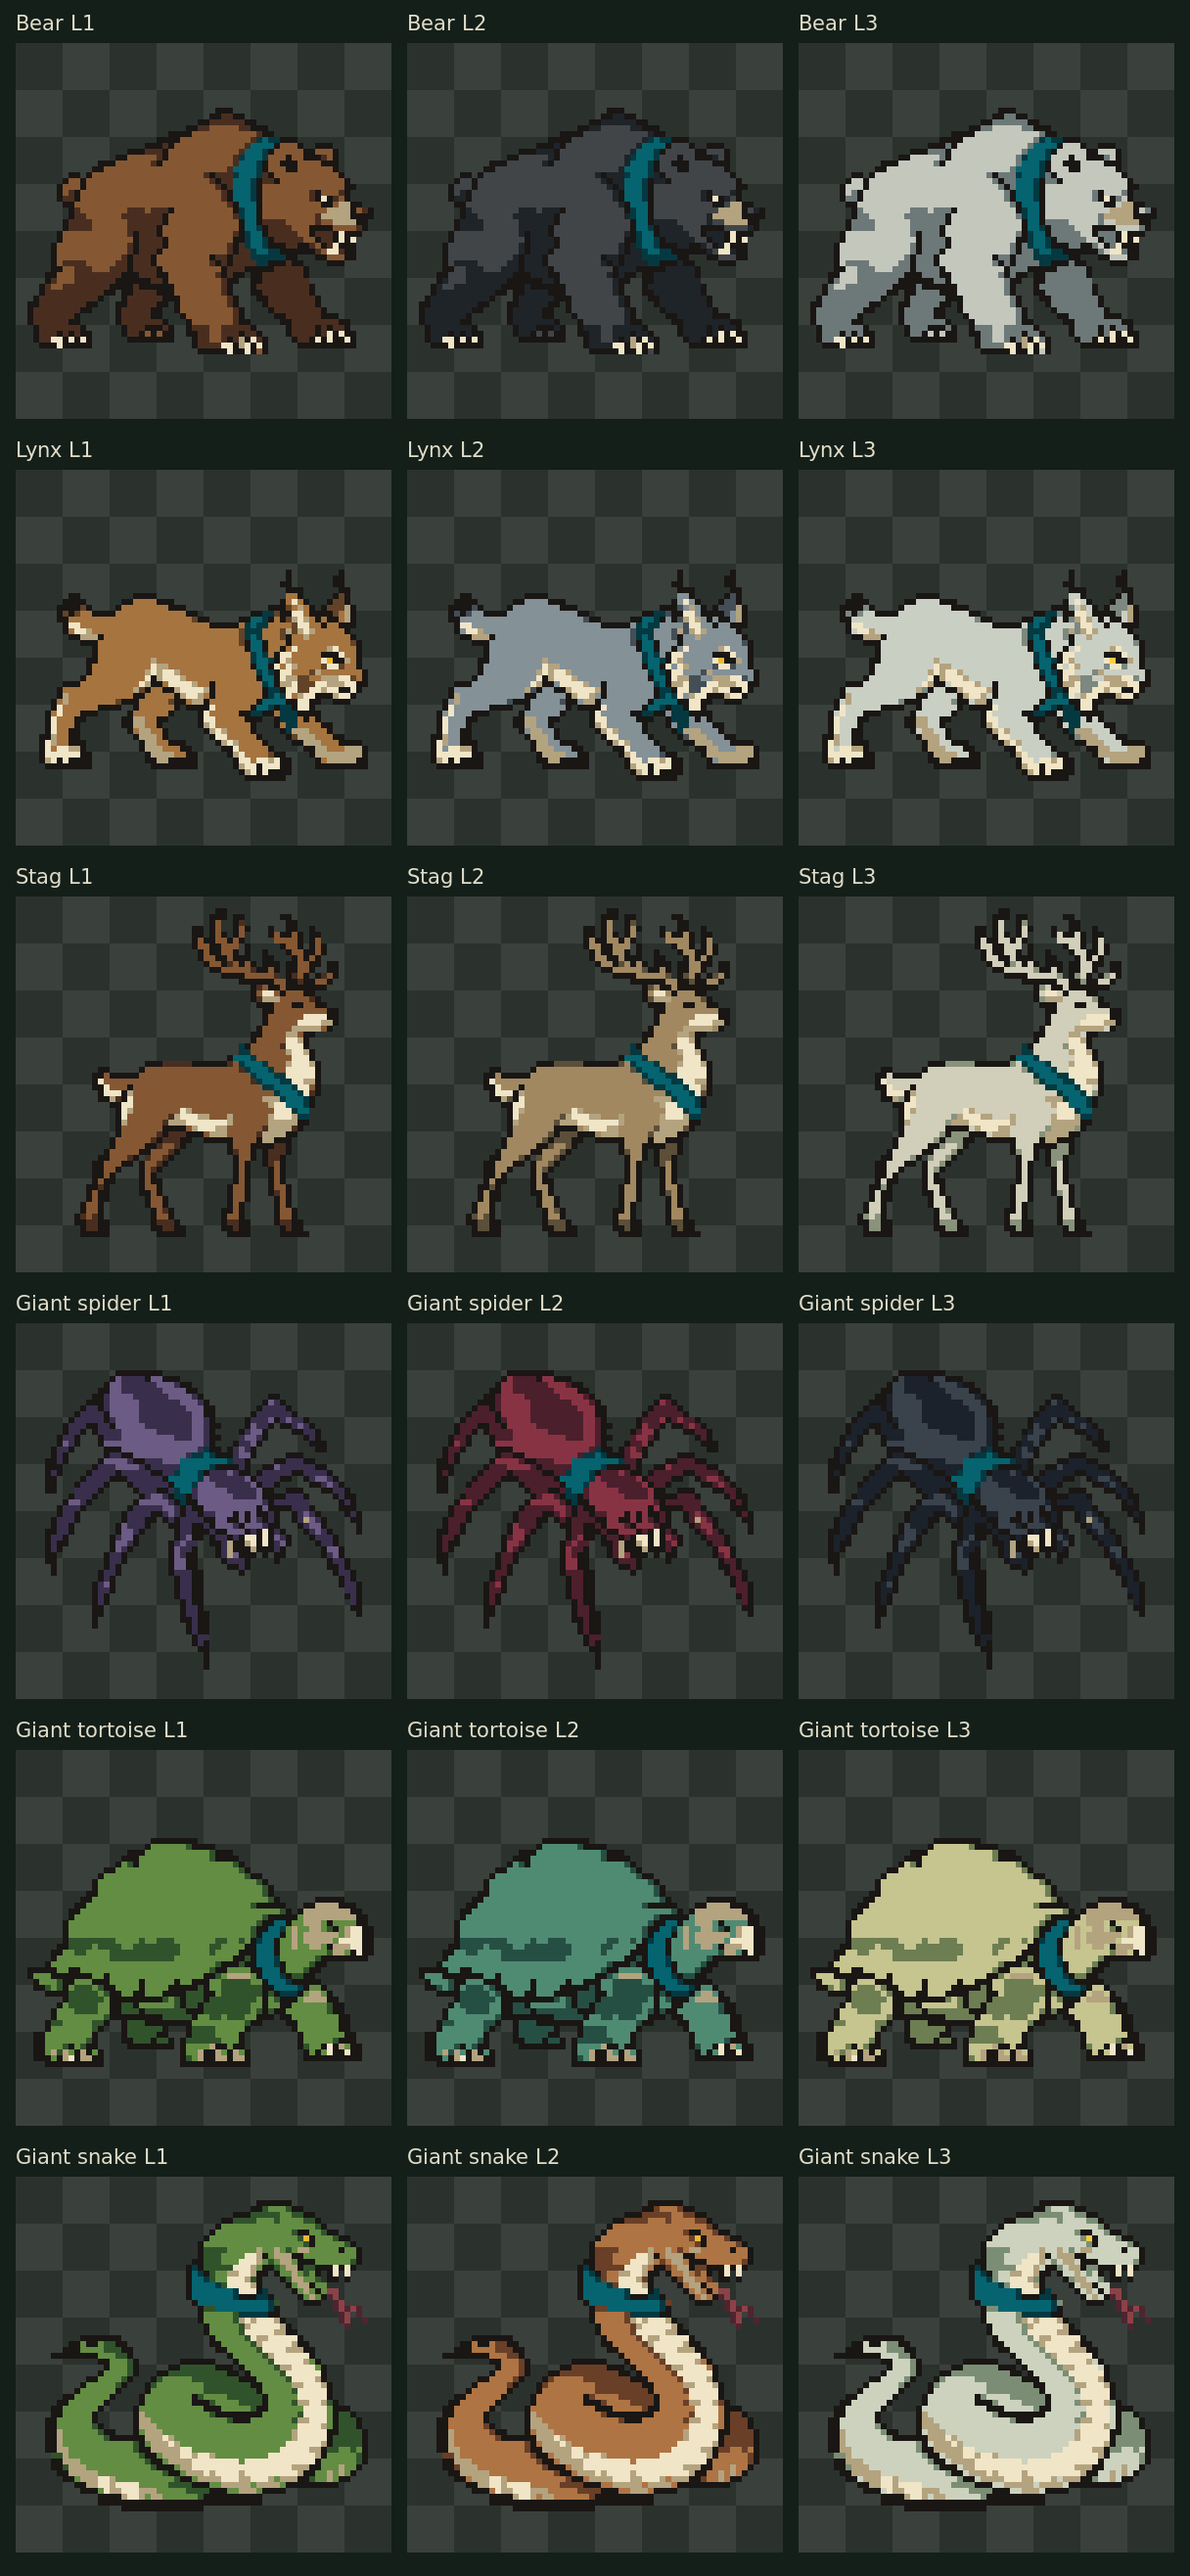 Bear L1
Bear L2
Bear L3
Lynx L1
Lynx L2
Lynx L3
Stag L1
Stag L2
Stag L3
Giant spider L1
Giant spider L2
Giant spider L3
Giant tortoise L1
Giant tortoise L2
Giant tortoise L3
Giant snake L1
Giant snake L2
Giant snake L3